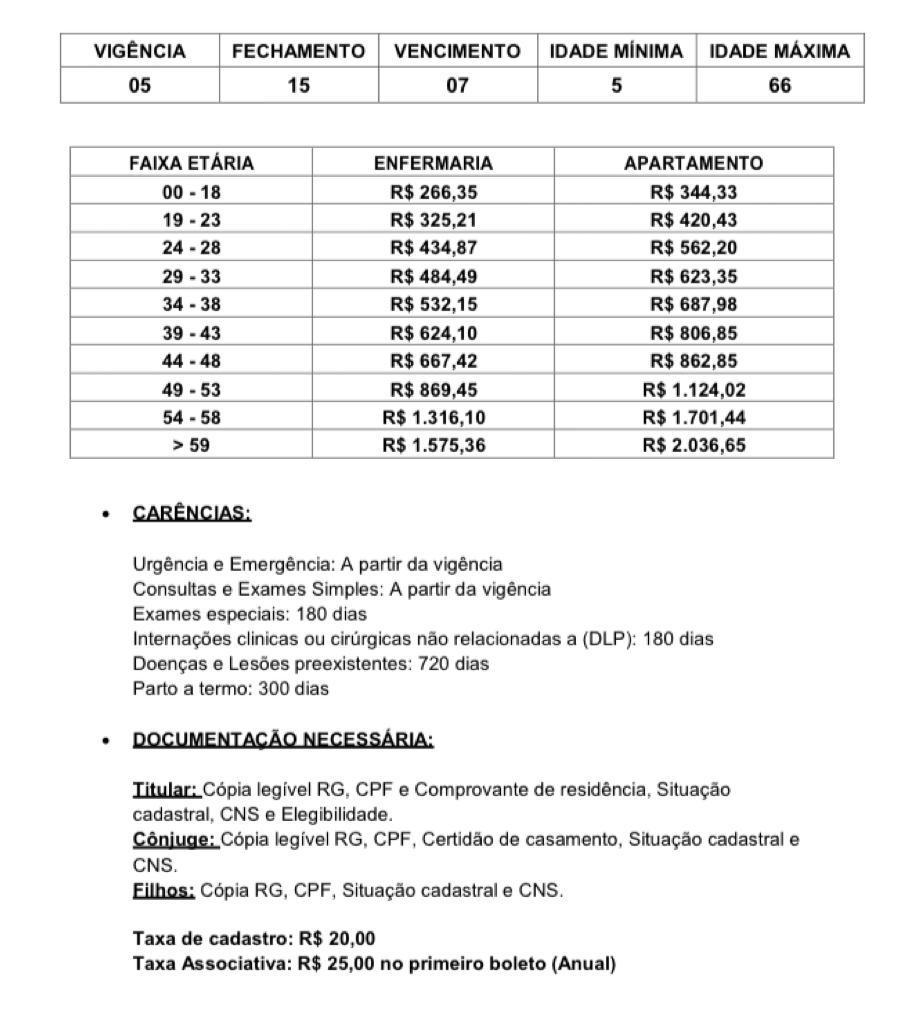 VIGÊNCIA FECHAMENTO VENCIMENTO IDADE MÍNIMA IDADE MÁXIMA
05 15 07 5 66
FAIXA ETÁRIA ENFERMARIA APARTAMENTO
00 - 18 R$ 266,35 R$ 344,33
19 - 23 R$ 325,21 R$ 420,43
24 - 28 R$ 434,87 R$ 562,20
29 - 33 R$ 484,49 R$ 623,35
34 - 38 R$ 532,15 R$ 687,98
39 - 43 R$ 624,10 R$ 806,85
44 - 48 R$ 667,42 R$ 862,85
49 - 53 R$ 869,45 R$ 1.124,02
54 - 58 R$ 1.316,10 R$ 1.701,44
> 59 R$ 1.575,36 R$ 2.036,65
• CARÊNCIAS:
Urgência e Emergência: A partir da vigência
Consultas e Exames Simples: A partir da vigência
Exames especiais: 180 dias
Internações clinicas ou cirúrgicas não relacionadas a (DLP): 180 dias
Doenças e Lesões preexistentes: 720 dias
Parto a termo: 300 dias
• DOCUMENTAÇÃO NECESSÁRIA:
Titular: Cópia legível RG, CPF e Comprovante de residência, Situação
cadastral, CNS e Elegibilidade.
Cônjuge: Cópia legível RG, CPF, Certidão de casamento, Situação cadastral e
CNS.
Filhos: Cópia RG, CPF, Situação cadastral e CNS.
Taxa de cadastro: R$ 20,00
Taxa Associativa: R$ 25,00 no primeiro boleto (Anual)